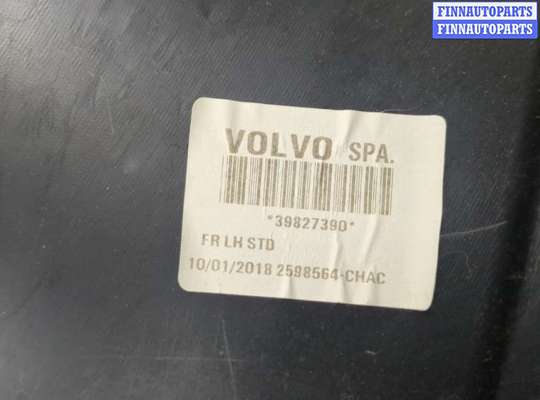 FINNAUTOPARTS
FINNAUTOPARTS
VOLVO SPA.
*39827390*
FR LH STD
10/01/2018 2598564-CHAC